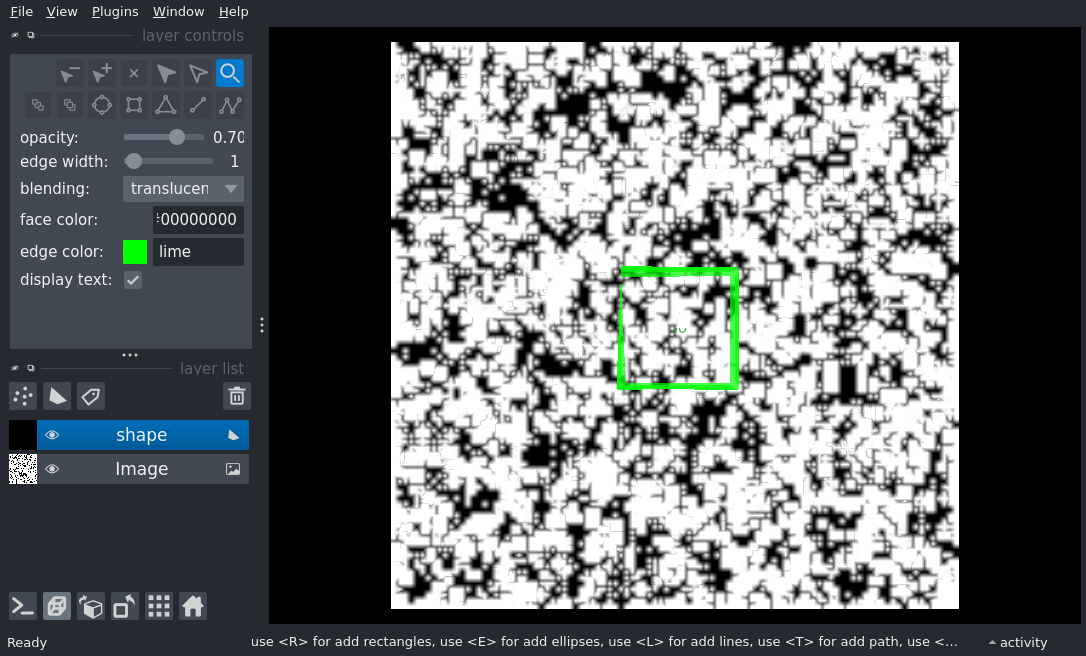 File View Plugins Window Help
layer controls
opacity: 0.70
edge width: 1
blending: translucen
face color: 00000000
edge color: lime
display text:
layer list
shape
Image
Ready use <R> for add rectangles, use <E> for add ellipses, use <L> for add lines, use <T> for add path, use <... activity